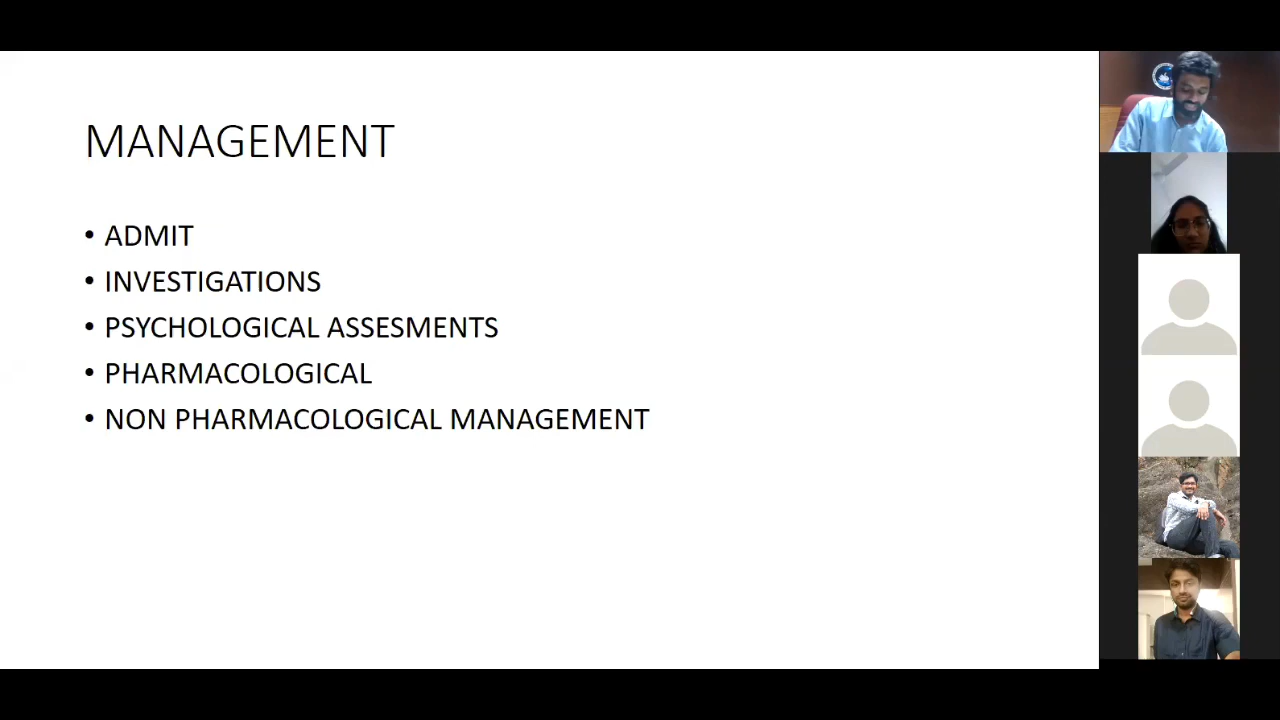 MANAGEMENT
• ADMIT
• INVESTIGATIONS
• PSYCHOLOGICAL ASSESMENTS
• PHARMACOLOGICAL
• NON PHARMACOLOGICAL MANAGEMENT